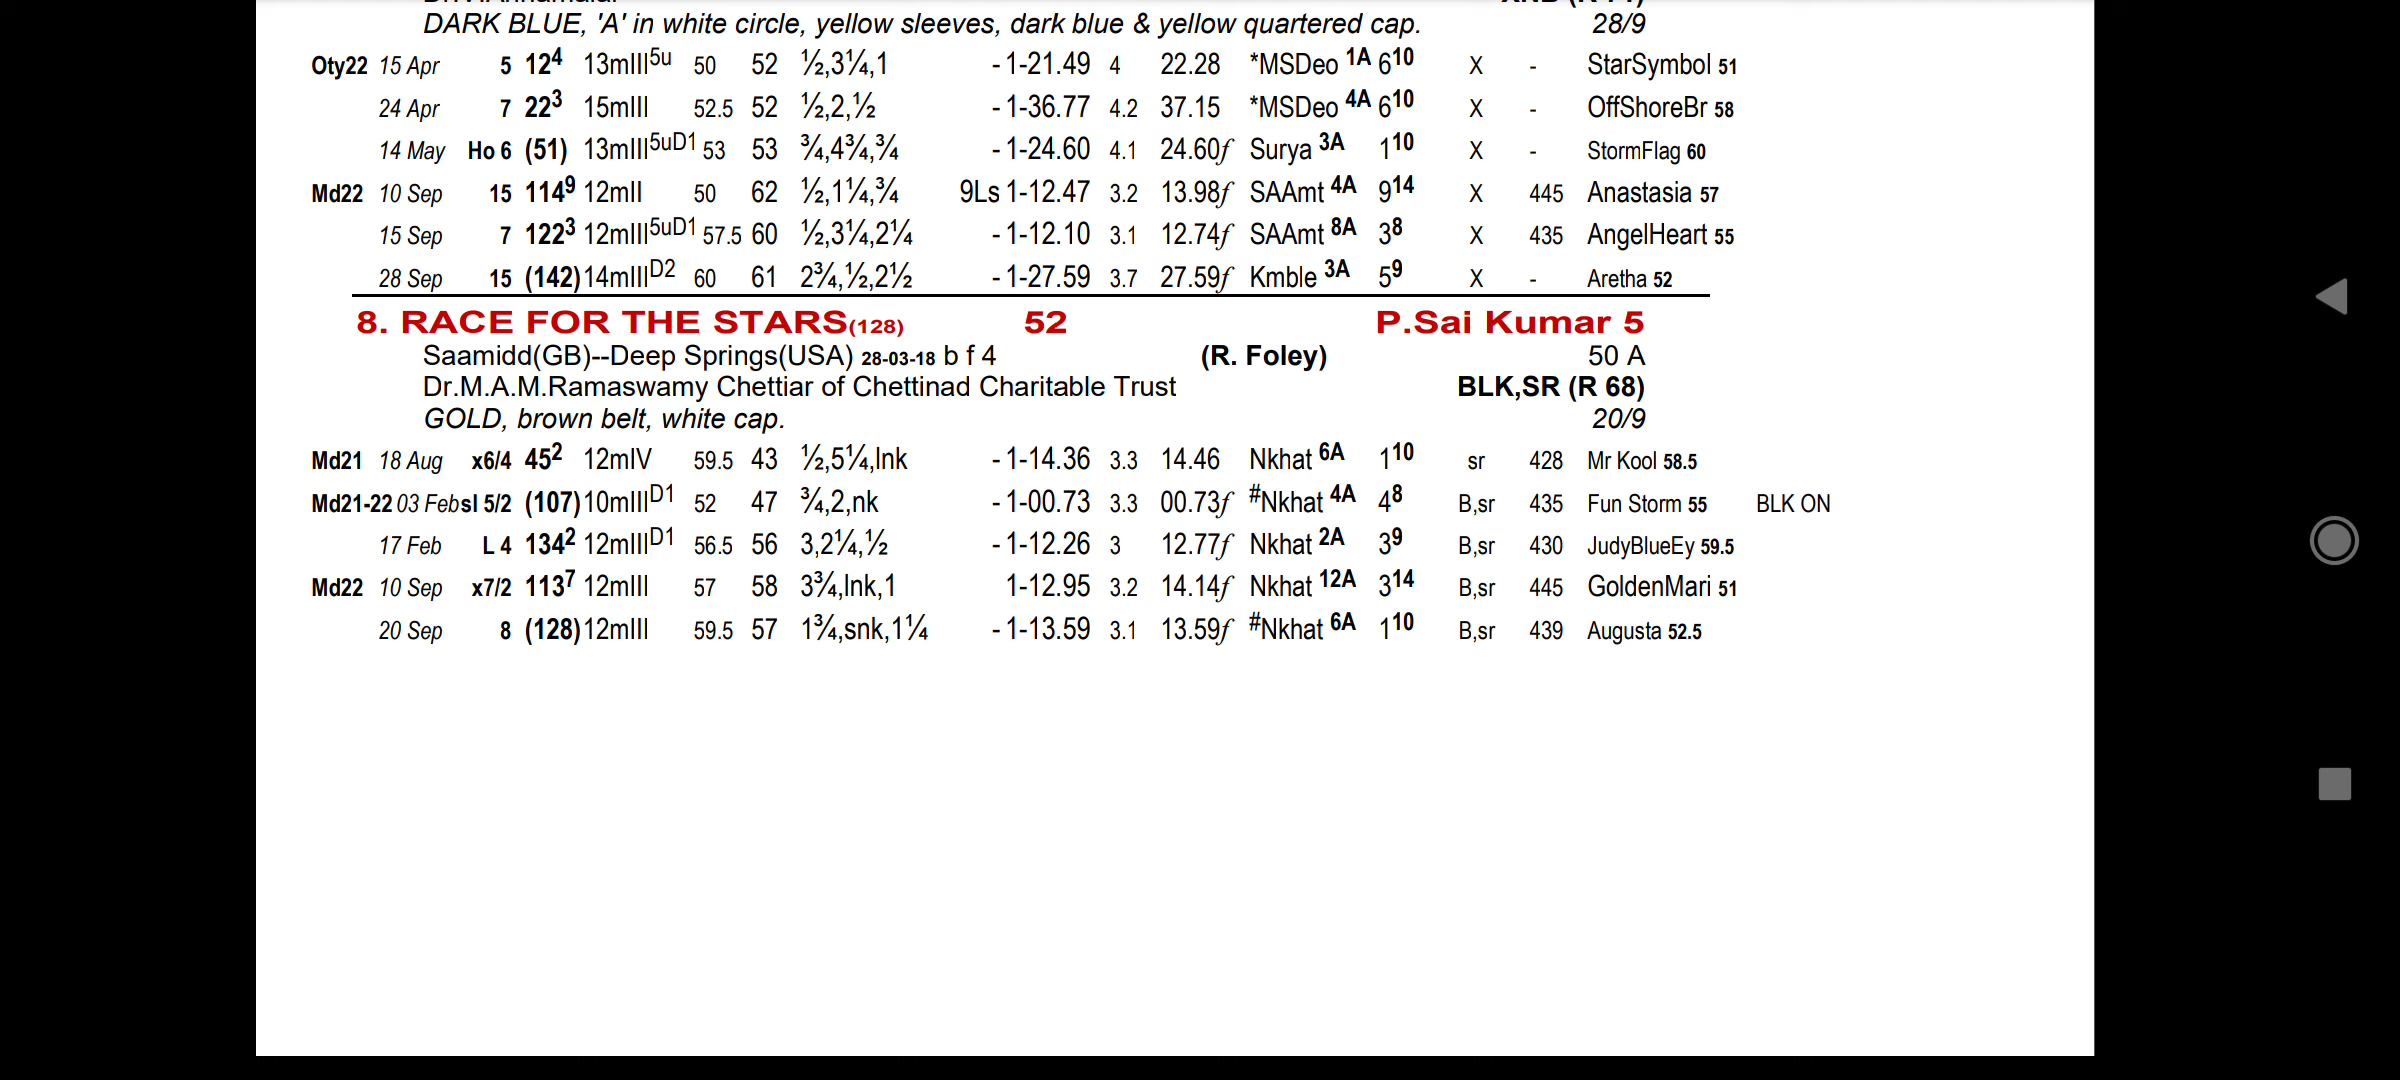 DARK BLUE, 'A' in white circle, yellow sleeves, dark blue & yellow quartered cap. 28/9
Oty22 15 Apr 5 12⁴ 13mIII5u 50 52 ½,3¼,1 - 1-21.49 4 22.28 *MSDeo 1A 6¹⁰ X - StarSymbol 51
24 Apr 7 22³ 15mIII 52.5 52 ½,2,½ - 1-36.77 4.2 37.15 *MSDeo 4A 6¹⁰ X - OffShoreBr 58
14 May Ho 6 (51) 13mIII5uD1 53 53 ¾,4¾,¾ - 1-24.60 4.1 24.60f Surya 3A 1¹⁰ X - StormFlag 60
Md22 10 Sep 15 114⁹ 12mII 50 62 ½,1¼,¾ 9Ls 1-12.47 3.2 13.98f SAAmt 4A 9¹⁴ X 445 Anastasia 57
15 Sep 7 122³ 12mIII5uD1 57.5 60 ½,3¼,2¼ - 1-12.10 3.1 12.74f SAAmt 8A 3⁸ X 435 AngelHeart 55
28 Sep 15 (142) 14mIIID2 60 61 2¾,½,2½ - 1-27.59 3.7 27.59f Kmble 3A 5⁹ X - Aretha 52
8. RACE FOR THE STARS(128) 52 P.Sai Kumar 5
Saamidd(GB)--Deep Springs(USA) 28-03-18 b f 4 (R. Foley) 50 A
Dr.M.A.M.Ramaswamy Chettiar of Chettinad Charitable Trust BLK,SR (R 68)
GOLD, brown belt, white cap. 20/9
Md21 18 Aug x6/4 45² 12mIV 59.5 43 ½,5¼,lnk - 1-14.36 3.3 14.46 Nkhat 6A 1¹⁰ sr 428 Mr Kool 58.5
Md21-22 03 Feb sl 5/2 (107) 10mIIID1 52 47 ¾,2,nk - 1-00.73 3.3 00.73f #Nkhat 4A 4⁸ B,sr 435 Fun Storm 55 BLK ON
17 Feb L 4 134² 12mIIID1 56.5 56 3,2¼,½ - 1-12.26 3 12.77f Nkhat 2A 3⁹ B,sr 430 JudyBlueEy 59.5
Md22 10 Sep x7/2 113⁷ 12mIII 57 58 3¾,lnk,1 1-12.95 3.2 14.14f Nkhat 12A 3¹⁴ B,sr 445 GoldenMari 51
20 Sep 8 (128) 12mIII 59.5 57 1¾,snk,1¼ - 1-13.59 3.1 13.59f #Nkhat 6A 1¹⁰ B,sr 439 Augusta 52.5